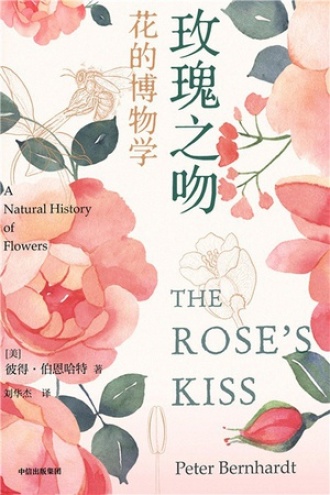 玫瑰之吻
花的博物学
A
Natural History
of
Flowers
THE
ROSE'S
KISS
[美]
彼得·伯恩哈特 著
刘华杰 译
中信出版集团
Peter Bernhardt